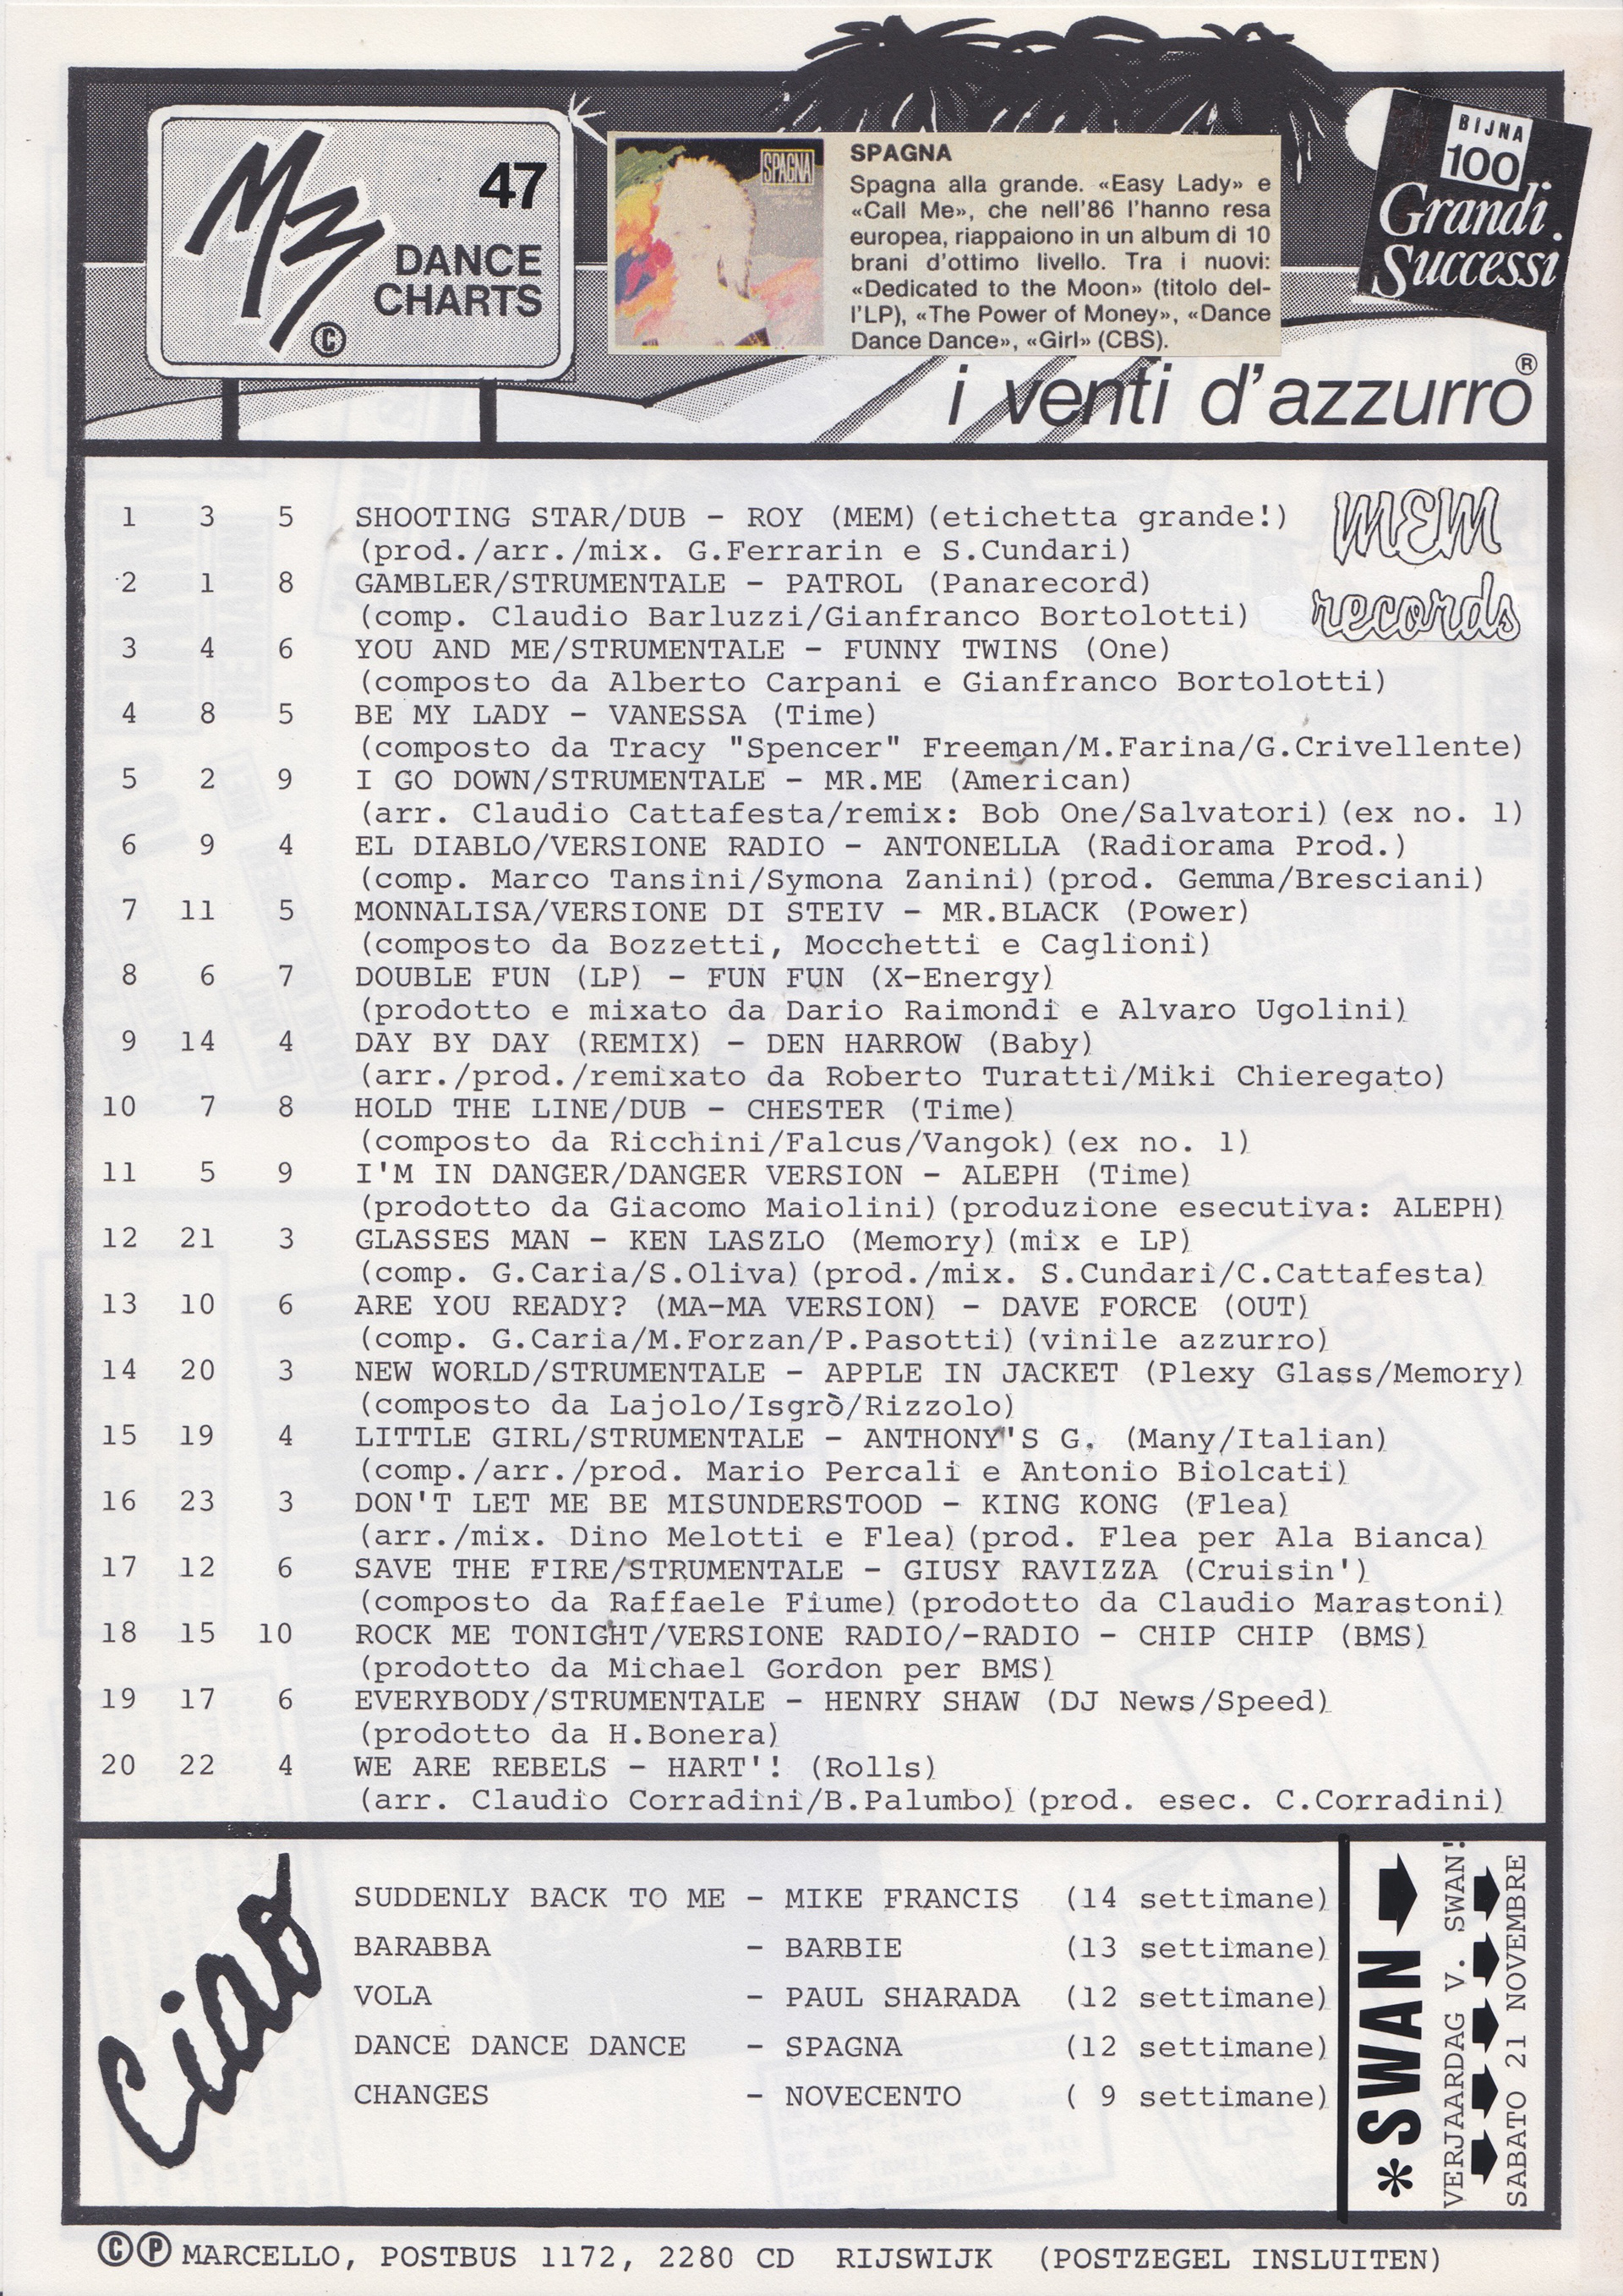 M3
47
DANCE
CHARTS
©
SPAGNA
SPAGNA
Spagna alla grande. «Easy Lady» e
«Call Me», che nell'86 l'hanno resa
europea, riappaiono in un album di 10
brani d'ottimo livello. Tra i nuovi:
«Dedicated to the Moon» (titolo del-
l'LP), «The Power of Money», «Dance
Dance Dance», «Girl» (CBS).
BIJNA
100
Grandi
Successi
i venti d'azzurro®
MEM
records
1 3 5 SHOOTING STAR/DUB - ROY (MEM)(etichetta grande!)
(prod./arr./mix. G.Ferrarin e S.Cundari)
2 1 8 GAMBLER/STRUMENTALE - PATROL (Panarecord)
(comp. Claudio Barluzzi/Gianfranco Bortolotti)
3 4 6 YOU AND ME/STRUMENTALE - FUNNY TWINS (One)
(composto da Alberto Carpani e Gianfranco Bortolotti)
4 8 5 BE MY LADY - VANESSA (Time)
(composto da Tracy "Spencer" Freeman/M.Farina/G.Crivellente)
5 2 9 I GO DOWN/STRUMENTALE - MR.ME (American)
(arr. Claudio Cattafesta/remix: Bob One/Salvatori)(ex no. 1)
6 9 4 EL DIABLO/VERSIONE RADIO - ANTONELLA (Radiorama Prod.)
(comp. Marco Tansini/Symona Zanini)(prod. Gemma/Bresciani)
7 11 5 MONNALISA/VERSIONE DI STEIV - MR.BLACK (Power)
(composto da Bozzetti, Mocchetti e Caglioni)
8 6 7 DOUBLE FUN (LP) - FUN FUN (X-Energy)
(prodotto e mixato da Dario Raimondi e Alvaro Ugolini)
9 14 4 DAY BY DAY (REMIX) - DEN HARROW (Baby)
(arr./prod./remixato da Roberto Turatti/Miki Chieregato)
10 7 8 HOLD THE LINE/DUB - CHESTER (Time)
(composto da Ricchini/Falcus/Vangok)(ex no. 1)
11 5 9 I'M IN DANGER/DANGER VERSION - ALEPH (Time)
(prodotto da Giacomo Maiolini)(produzione esecutiva: ALEPH)
12 21 3 GLASSES MAN - KEN LASZLO (Memory)(mix e LP)
(comp. G.Caria/S.Oliva)(prod./mix. S.Cundari/C.Cattafesta)
13 10 6 ARE YOU READY? (MA-MA VERSION) - DAVE FORCE (OUT)
(comp. G.Caria/M.Forzan/P.Pasotti)(vinile azzurro)
14 20 3 NEW WORLD/STRUMENTALE - APPLE IN JACKET (Plexy Glass/Memory)
(composto da Lajolo/Isgrò/Rizzolo)
15 19 4 LITTLE GIRL/STRUMENTALE - ANTHONY"S G. (Many/Italian)
(comp./arr./prod. Mario Percali e Antonio Biolcati)
16 23 3 DON'T LET ME BE MISUNDERSTOOD - KING KONG (Flea)
(arr./mix. Dino Melotti e Flea)(prod. Flea per Ala Bianca)
17 12 6 SAVE THE FIRE/STRUMENTALE - GIUSY RAVIZZA (Cruisin')
(composto da Raffaele Fiume)(prodotto da Claudio Marastoni)
18 15 10 ROCK ME TONIGHT/VERSIONE RADIO/-RADIO - CHIP CHIP (BMS)
(prodotto da Michael Gordon per BMS)
19 17 6 EVERYBODY/STRUMENTALE - HENRY SHAW (DJ News/Speed)
(prodotto da H.Bonera)
20 22 4 WE ARE REBELS - HART'! (Rolls)
(arr. Claudio Corradini/B.Palumbo)(prod. esec. C.Corradini)
Ciao
SUDDENLY BACK TO ME - MIKE FRANCIS (14 settimane)
BARABBA - BARBIE (13 settimane)
VOLA - PAUL SHARADA (12 settimane)
DANCE DANCE DANCE - SPAGNA (12 settimane)
CHANGES - NOVECENTO ( 9 settimane)
*SWAN
VERJAARDAG V. SWAN!
SABATO 21 NOVEMBRE
©℗ MARCELLO, POSTBUS 1172, 2280 CD RIJSWIJK (POSTZEGEL INSLUITEN)